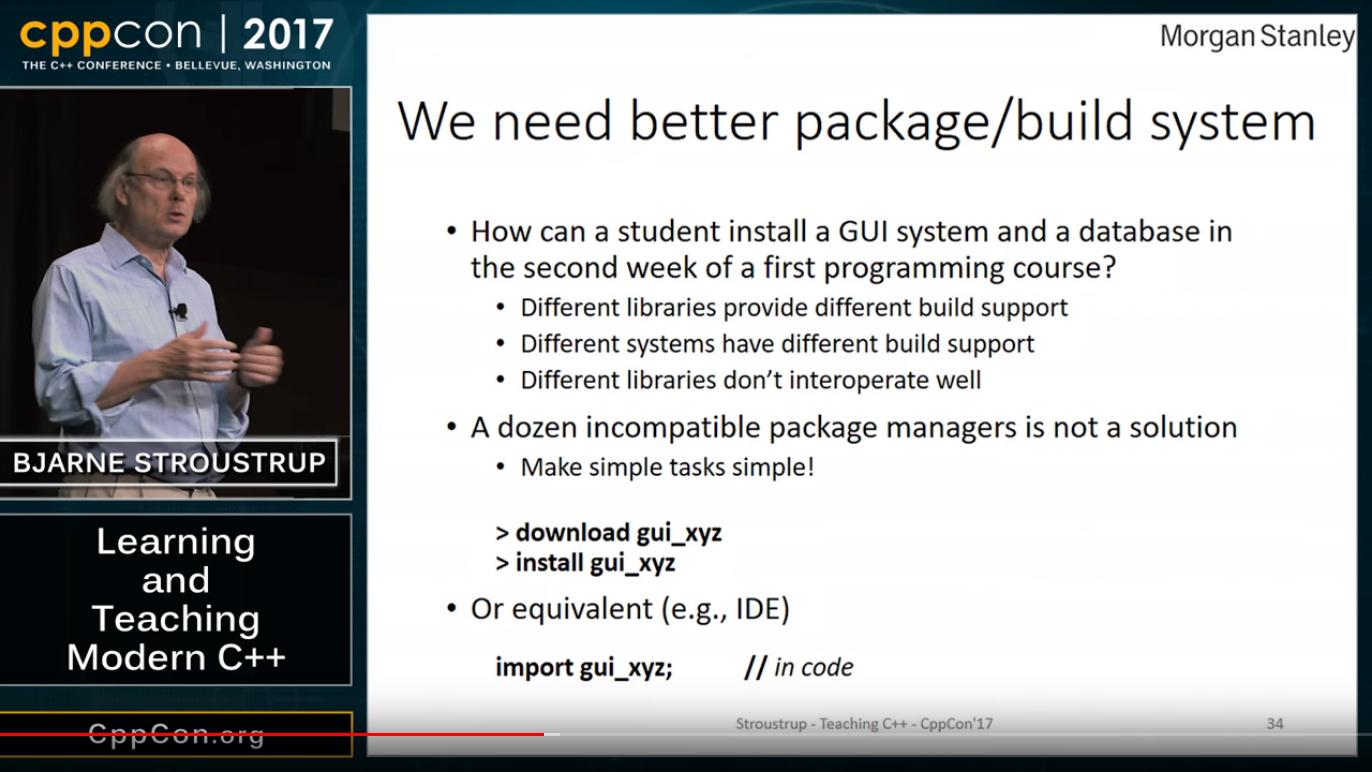 cppcon | 2017
THE C++ CONFERENCE • BELLEVUE, WASHINGTON
BJARNE STROUSTRUP
Learning
and
Teaching
Modern C++
CppCon.org
Morgan Stanley
We need better package/build system
• How can a student install a GUI system and a database in
the second week of a first programming course?
• Different libraries provide different build support
• Different systems have different build support
• Different libraries don't interoperate well
• A dozen incompatible package managers is not a solution
• Make simple tasks simple!
> download gui_xyz
> install gui_xyz
• Or equivalent (e.g., IDE)
import gui_xyz; // in code
Stroustrup - Teaching C++ - CppCon'17 34